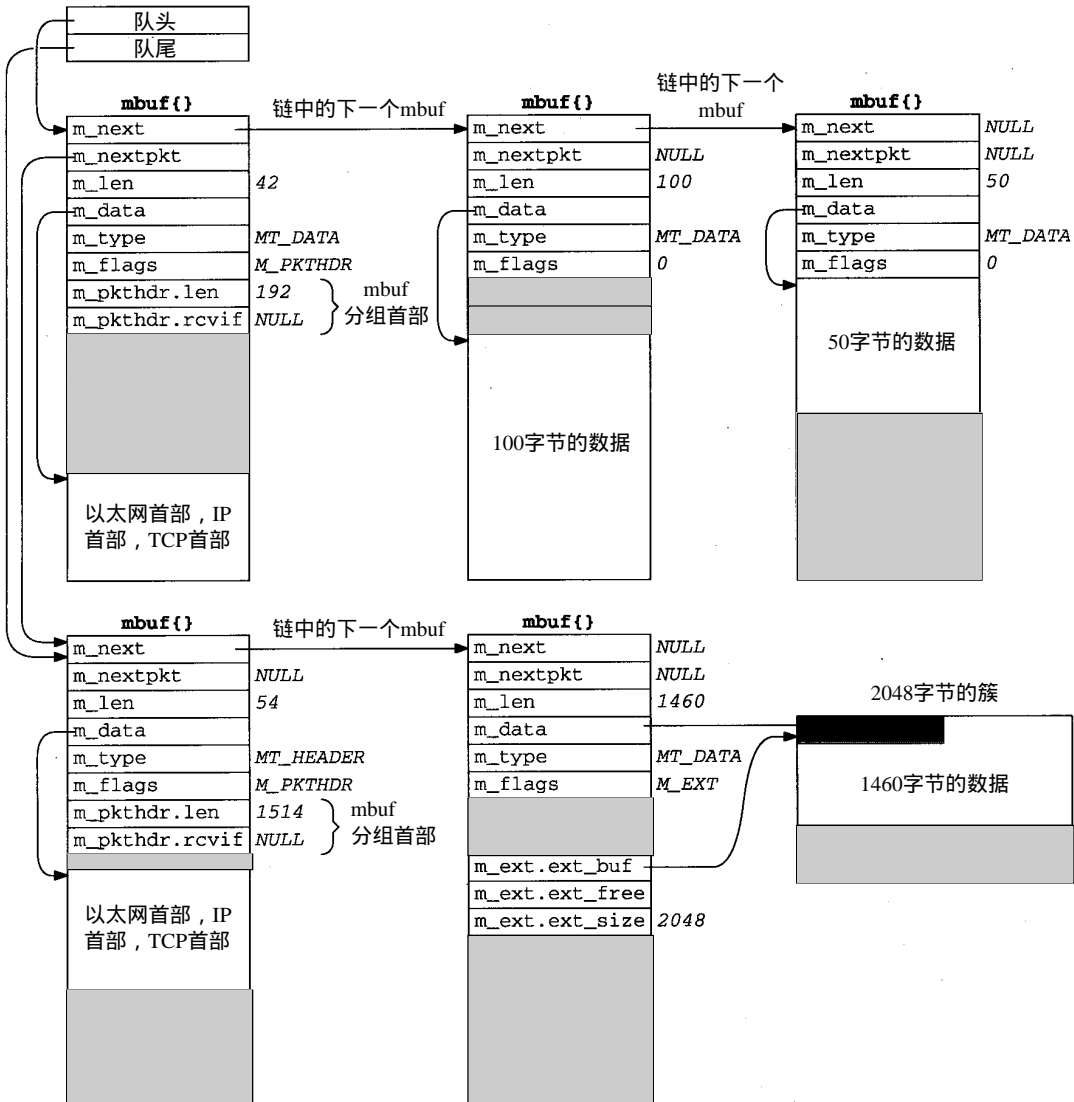 队头
队尾
mbuf{}
链中的下一个mbuf
m_next
m_nextpkt
m_len 42
m_data
m_type MT_DATA
m_flags M_PKTHDR
m_pkthdr.len 192
m_pkthdr.rcvif NULL
mbuf
分组首部
以太网首部，IP
首部，TCP首部
mbuf{}
链中的下一个
mbuf
m_next
m_nextpkt NULL
m_len 100
m_data
m_type MT_DATA
m_flags 0
100字节的数据
mbuf{}
m_next NULL
m_nextpkt NULL
m_len 50
m_data
m_type MT_DATA
m_flags 0
50字节的数据
mbuf{}
链中的下一个mbuf
m_next
m_nextpkt NULL
m_len 54
m_data
m_type MT_HEADER
m_flags M_PKTHDR
m_pkthdr.len 1514
m_pkthdr.rcvif NULL
mbuf
分组首部
以太网首部，IP
首部，TCP首部
mbuf{}
m_next NULL
m_nextpkt NULL
m_len 1460
m_data
m_type MT_DATA
m_flags M_EXT
m_ext.ext_buf
m_ext.ext_free
m_ext.ext_size 2048
2048字节的簇
1460字节的数据